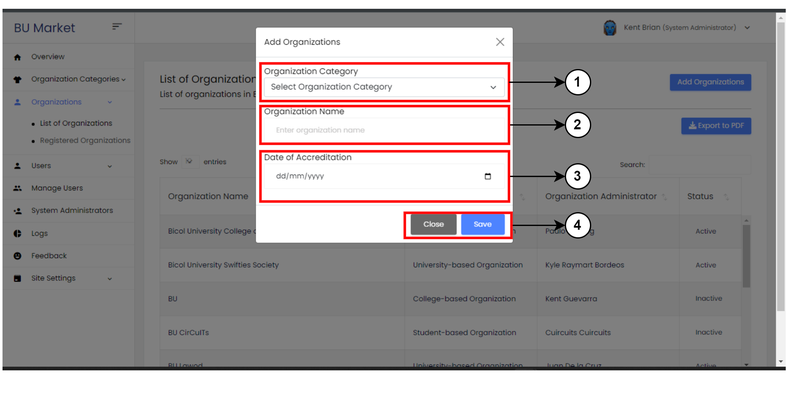 BU Market
Kent Brian (System Administrator)
Overview
Organization Categories
Organizations
List of Organizations
Registered Organizations
Users
Manage Users
System Administrators
Logs
Feedback
Site Settings
List of Organization
List of organizations in
Add Organizations
Export to PDF
Show entries
Search:
Organization Name
Organization Administrator
Status
Bicol University College
Active
Bicol University Swifties Society
University-based Organization
Kyle Raymart Bordeos
Active
BU
College-based Organization
Kent Guevarra
Inactive
BU CirCuITs
Student-based Organization
Cuircuits Cuircuits
Inactive
BU Lawod
University-based Organization
Juan De la Cruz
Active
Add Organizations
Organization Category
Select Organization Category
1
Organization Name
Enter organization name
2
Date of Accreditation
dd/mm/yyyy
3
Close
Save
4